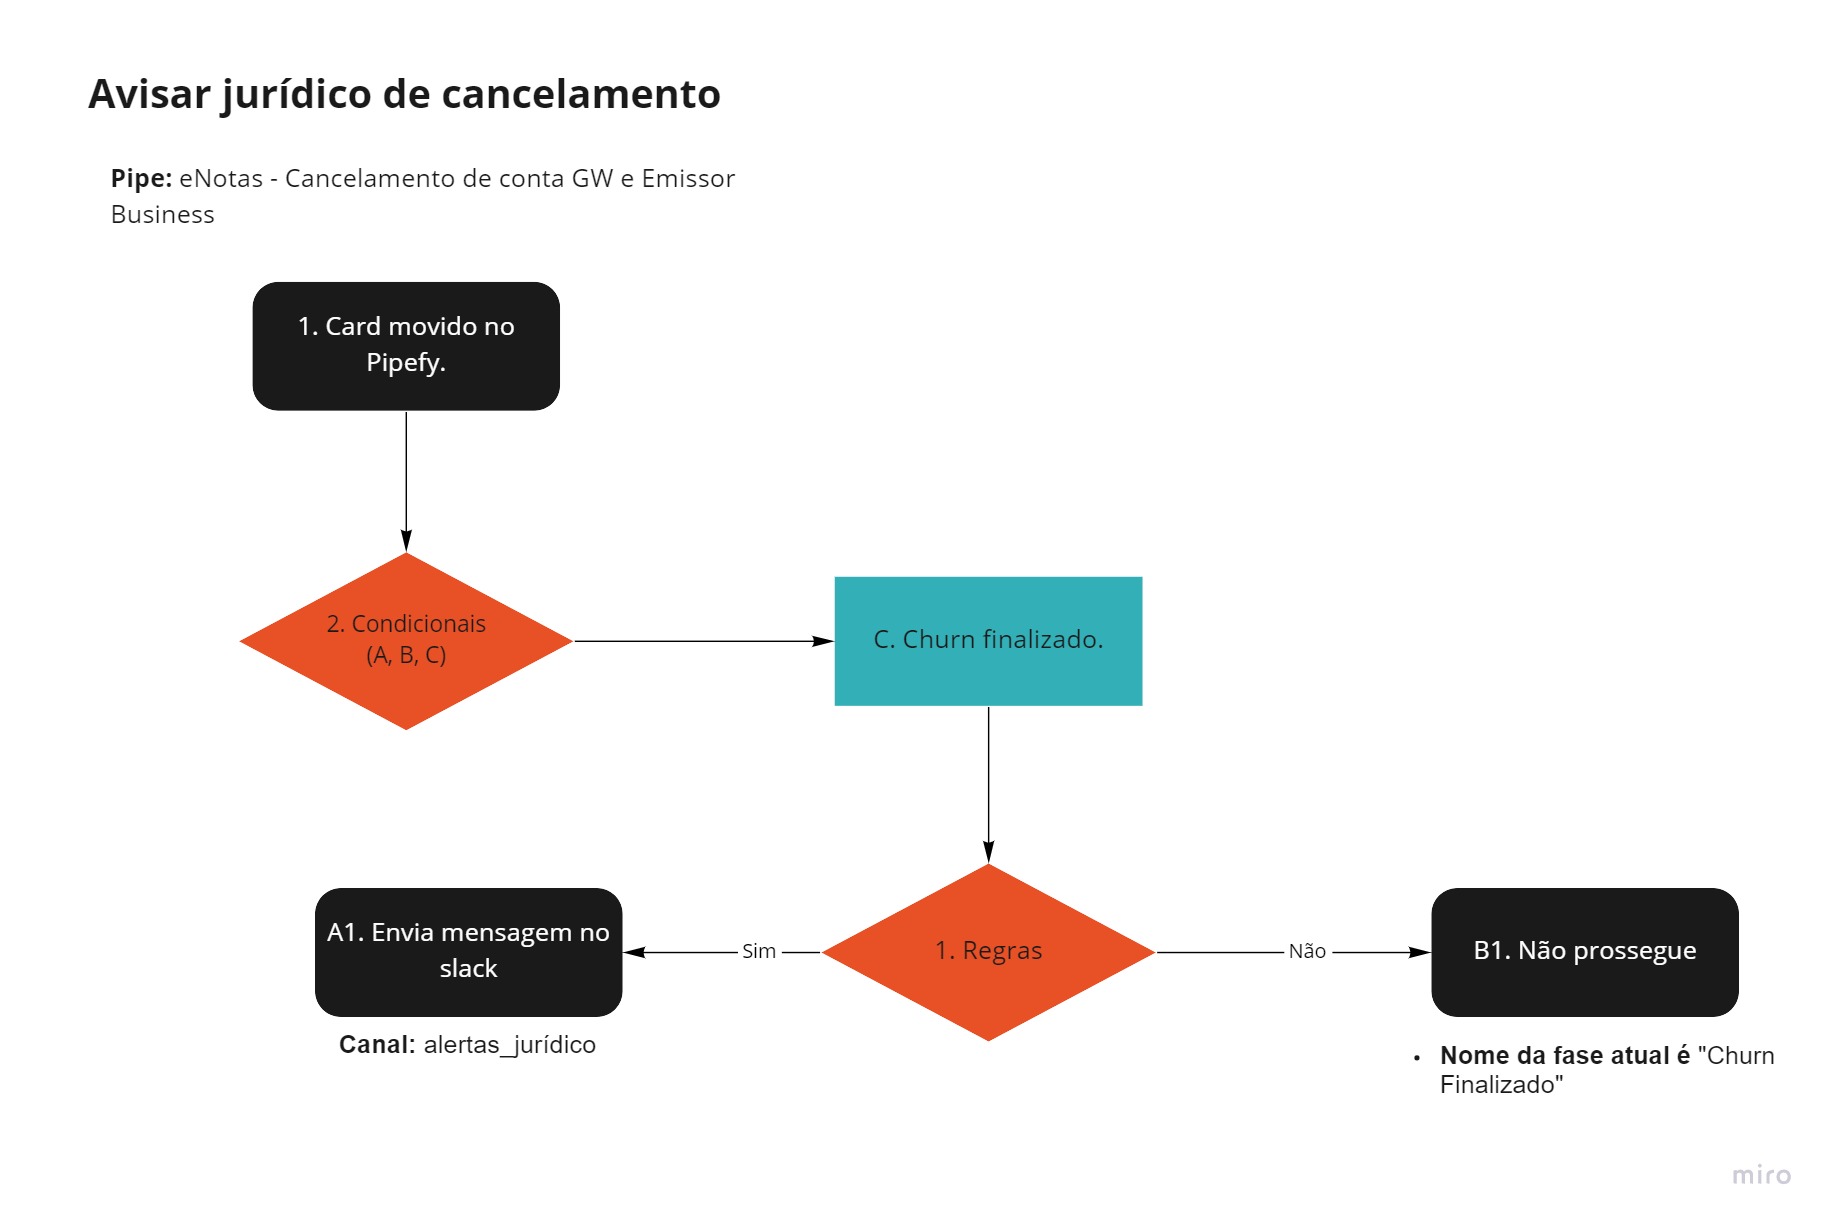 Avisar jurídico de cancelamento
Pipe: eNotas - Cancelamento de conta GW e Emissor
Business
1. Card movido no
Pipefy.
2. Condicionais
(A, B, C)
C. Churn finalizado.
A1. Envia mensagem no
slack
Sim
1. Regras
Não
B1. Não prossegue
Canal: alertas_jurídico
• Nome da fase atual é "Churn
Finalizado"
miro